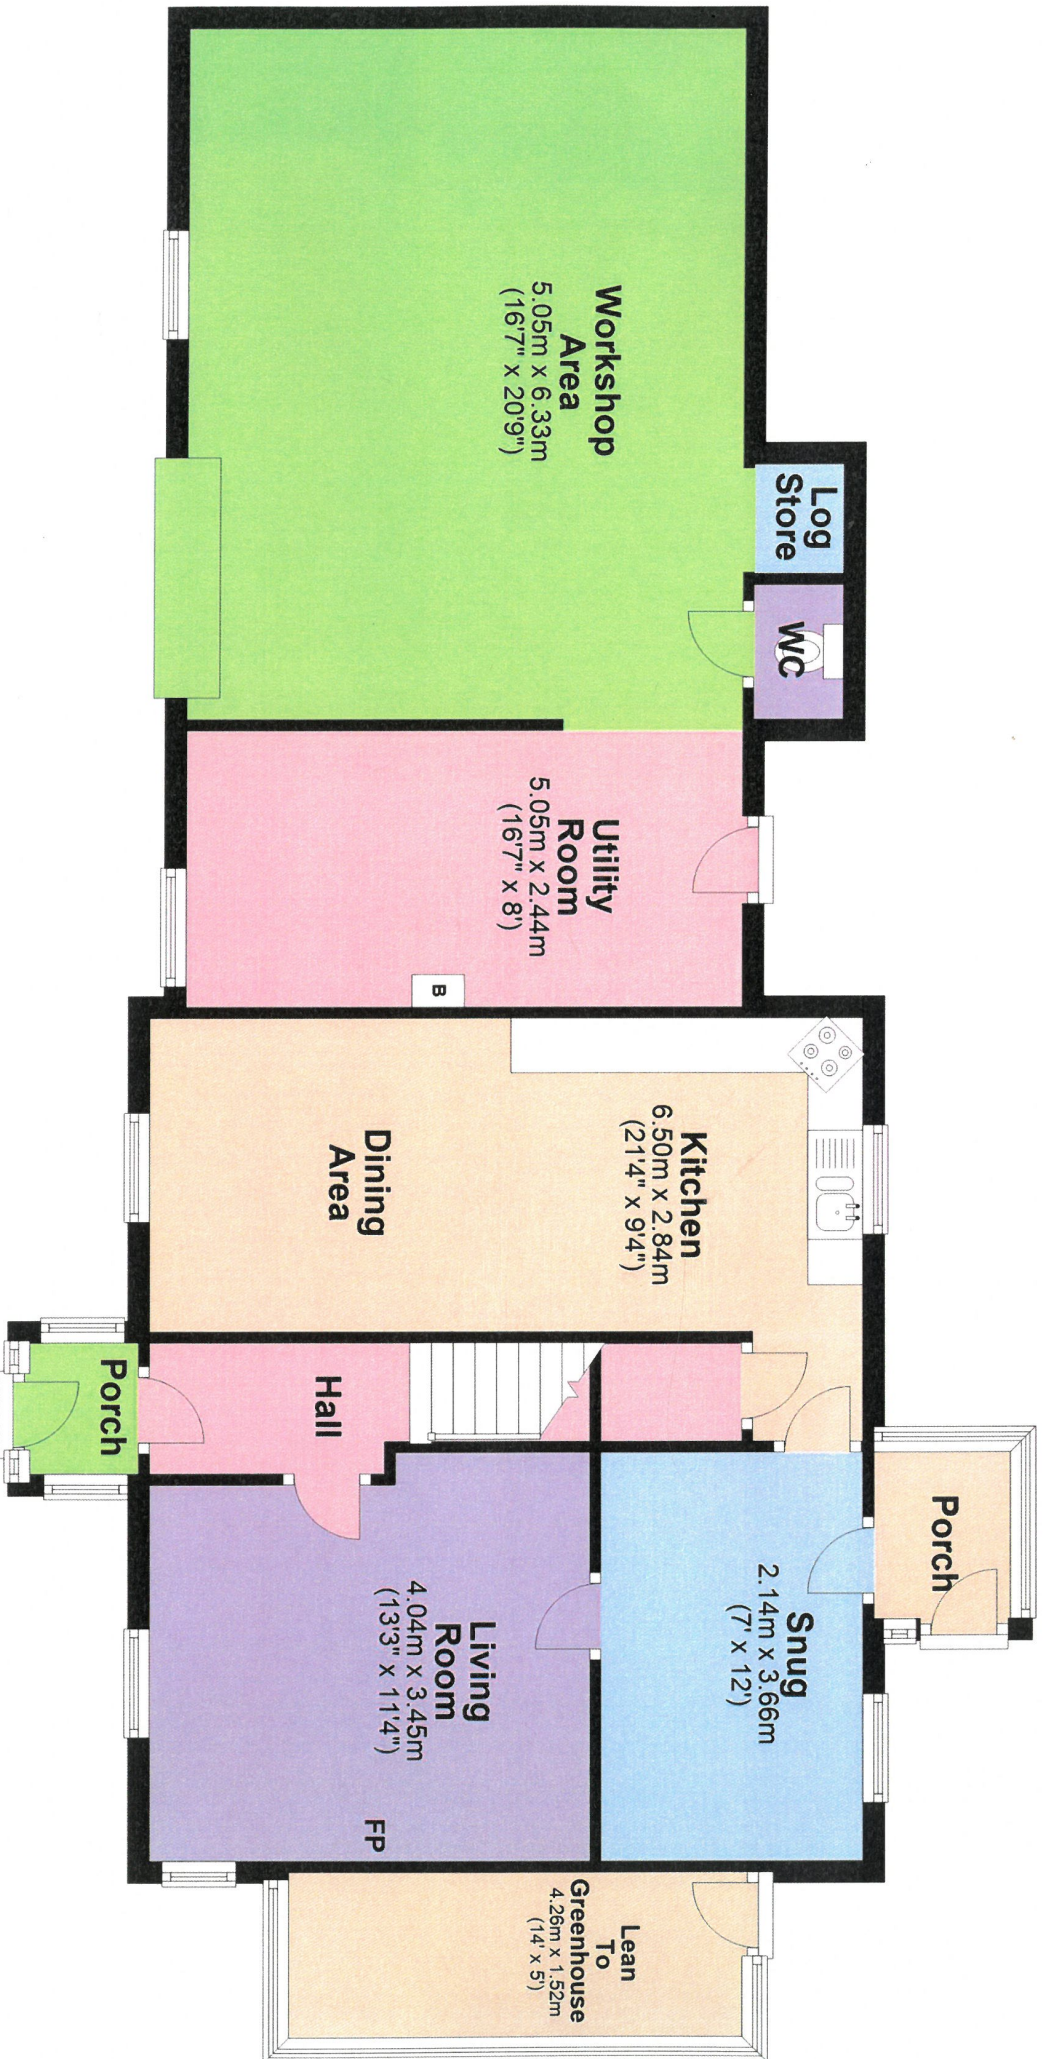 Workshop
Area
5.05m x 6.33m
(16'7" x 20'9")
Log
Store
WC
Utility
Room
5.05m x 2.44m
(16'7" x 8')
B
Kitchen
6.50m x 2.84m
(21'4" x 9'4")
Dining
Area
Porch
Hall
Porch
Snug
2.14m x 3.66m
(7' x 12')
Living
Room
4.04m x 3.45m
(13'3" x 11'4")
FP
Lean
To
Greenhouse
4.26m x 1.52m
(14' x 5')